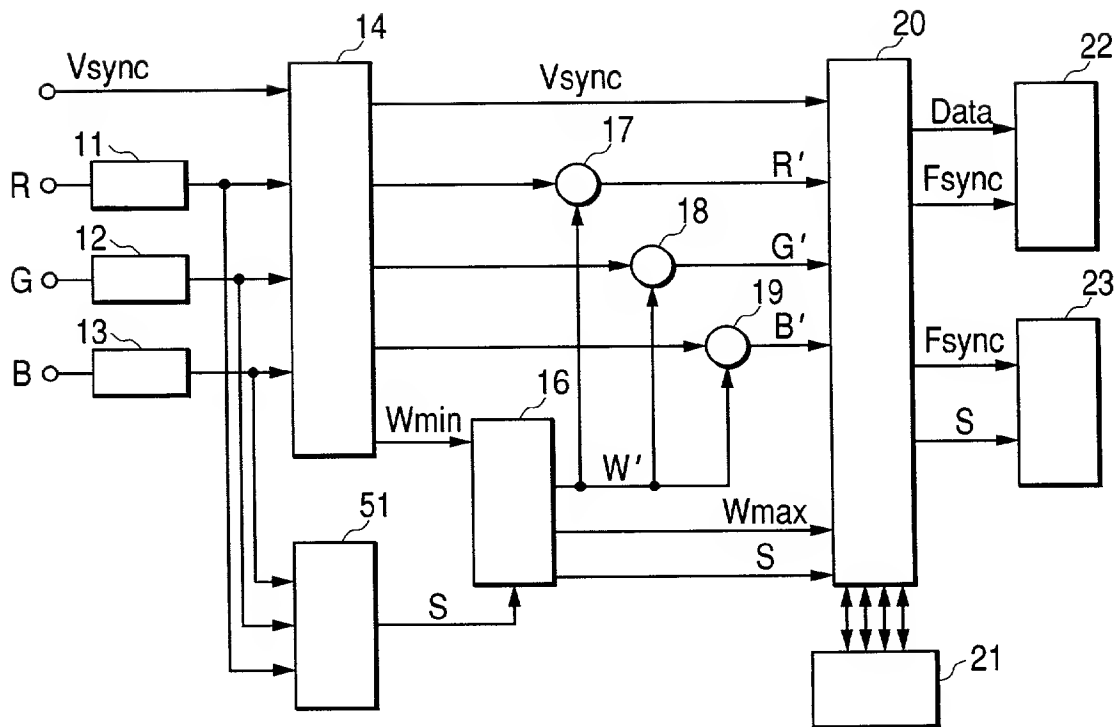 14
20
22
Vsync
Vsync
17
Data
11
R
R′
Fsync
12
18
G
G′
13
19
23
B
B′
Fsync
16
Wmin
S
W′
51
Wmax
S
S
21